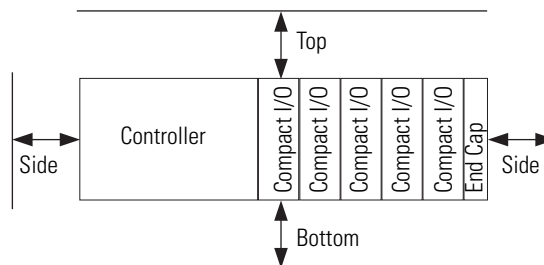 Top
Controller
Compact I/O
Compact I/O
Compact I/O
Compact I/O
Compact I/O
End Cap
Side
Side
Bottom